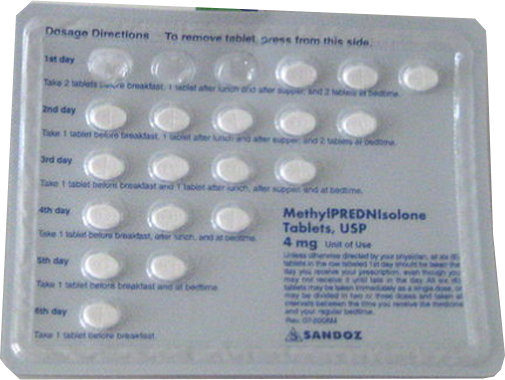 Dosage Directions To remove tablet, press from this side.
1st day
Take 2 tablets before breakfast, 1 tablet after lunch and after supper, and 2 tablets at bedtime.
2nd day
Take 1 tablet before breakfast, 1 tablet after lunch and after supper, and 2 tablets at bedtime.
3rd day
Take 1 tablet before breakfast and 1 tablet after lunch, after supper, and at bedtime.
4th day
Take 1 tablet before breakfast, after lunch, and at bedtime.
5th day
Take 1 tablet before breakfast and at bedtime
6th day
Take 1 tablet before breakfast.
MethylPREDNISolone
Tablets, USP
4 mg Unit of Use
Unless otherwise directed by your physician, all six (6)
tablets in the row labeled 1st day should be taken the
day you receive your prescription, even though you
may not receive it until late in the day. All six (6)
tablets may be taken immediately as a single dose, or
may be divided in two or three doses and taken at
intervals between the time you receive the medicine
and your regular bedtime.
Rev. 07-2008M
SANDOZ